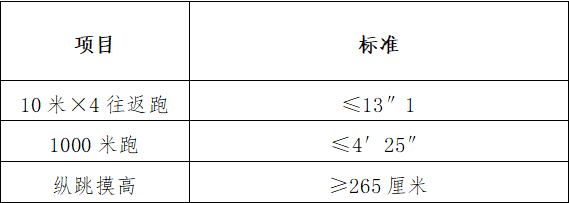 项目 标准
10米×4往返跑 ≤13″1
1000米跑 ≤4′25″
纵跳摸高 ≥265厘米